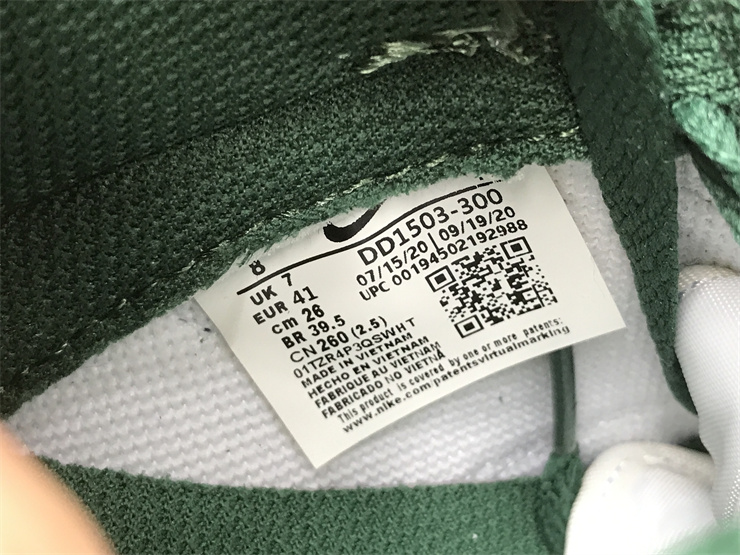 8
UK 7
EUR 41
cm 26
BR 39.5
CN 260 (2.5)
DD1503-300
07/15/20 09/19/20
UPC 00194502192988
01TZR4P3QSWHT
MADE IN VIETNAM
HECHO EN VIETNAM
FABRIQUE AU VIETNAM
FABRICADO NO VIETNÃ
This product is covered by one or more patents:
www.nike.com/patentsvirtualmarking